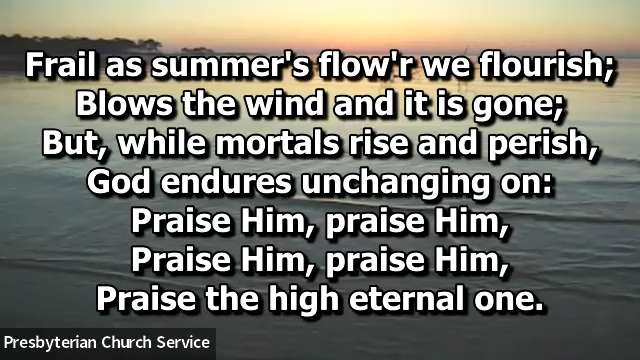 Frail as summer's flow'r we flourish;
Blows the wind and it is gone;
But, while mortals rise and perish,
God endures unchanging on:
Praise Him, praise Him,
Praise Him, praise Him,
Praise the high eternal one.
Presbyterian Church Service